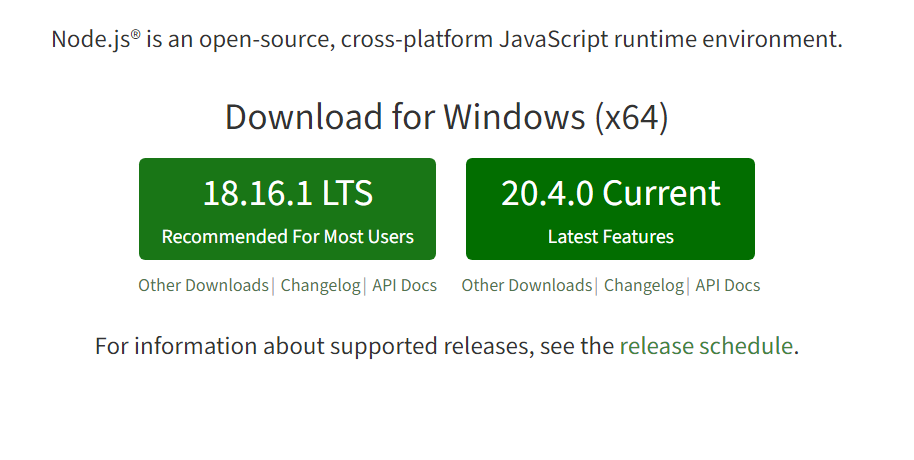 Node.js® is an open-source, cross-platform JavaScript runtime environment.
Download for Windows (x64)
18.16.1 LTS
Recommended For Most Users
20.4.0 Current
Latest Features
Other Downloads | Changelog | API Docs
Other Downloads | Changelog | API Docs
For information about supported releases, see the release schedule.